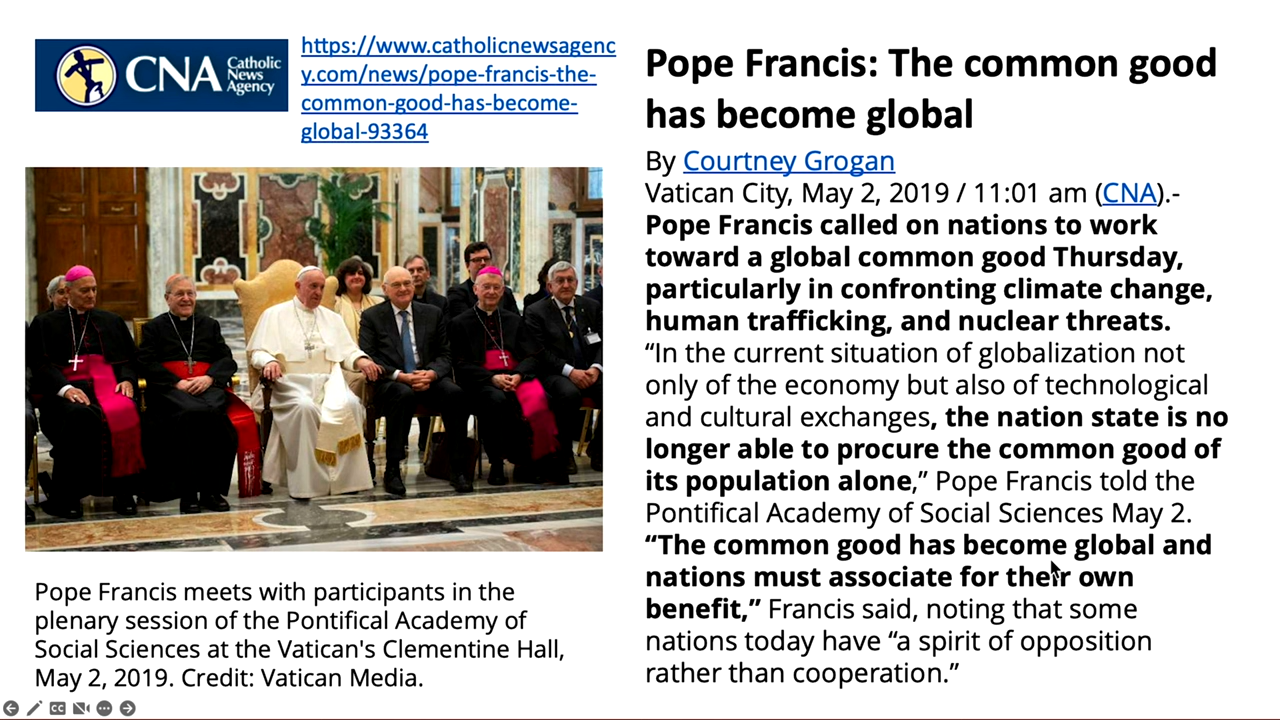 CNA Catholic
News
Agency
https://www.catholicnewsagenc
y.com/news/pope-francis-the-
common-good-has-become-
global-93364
Pope Francis meets with participants in the
plenary session of the Pontifical Academy of
Social Sciences at the Vatican's Clementine Hall,
May 2, 2019. Credit: Vatican Media.
Pope Francis: The common good
has become global
By Courtney Grogan
Vatican City, May 2, 2019 / 11:01 am (CNA).-
Pope Francis called on nations to work
toward a global common good Thursday,
particularly in confronting climate change,
human trafficking, and nuclear threats.
“In the current situation of globalization not
only of the economy but also of technological
and cultural exchanges, the nation state is no
longer able to procure the common good of
its population alone,” Pope Francis told the
Pontifical Academy of Social Sciences May 2.
“The common good has become global and
nations must associate for their own
benefit,” Francis said, noting that some
nations today have “a spirit of opposition
rather than cooperation.”
CC